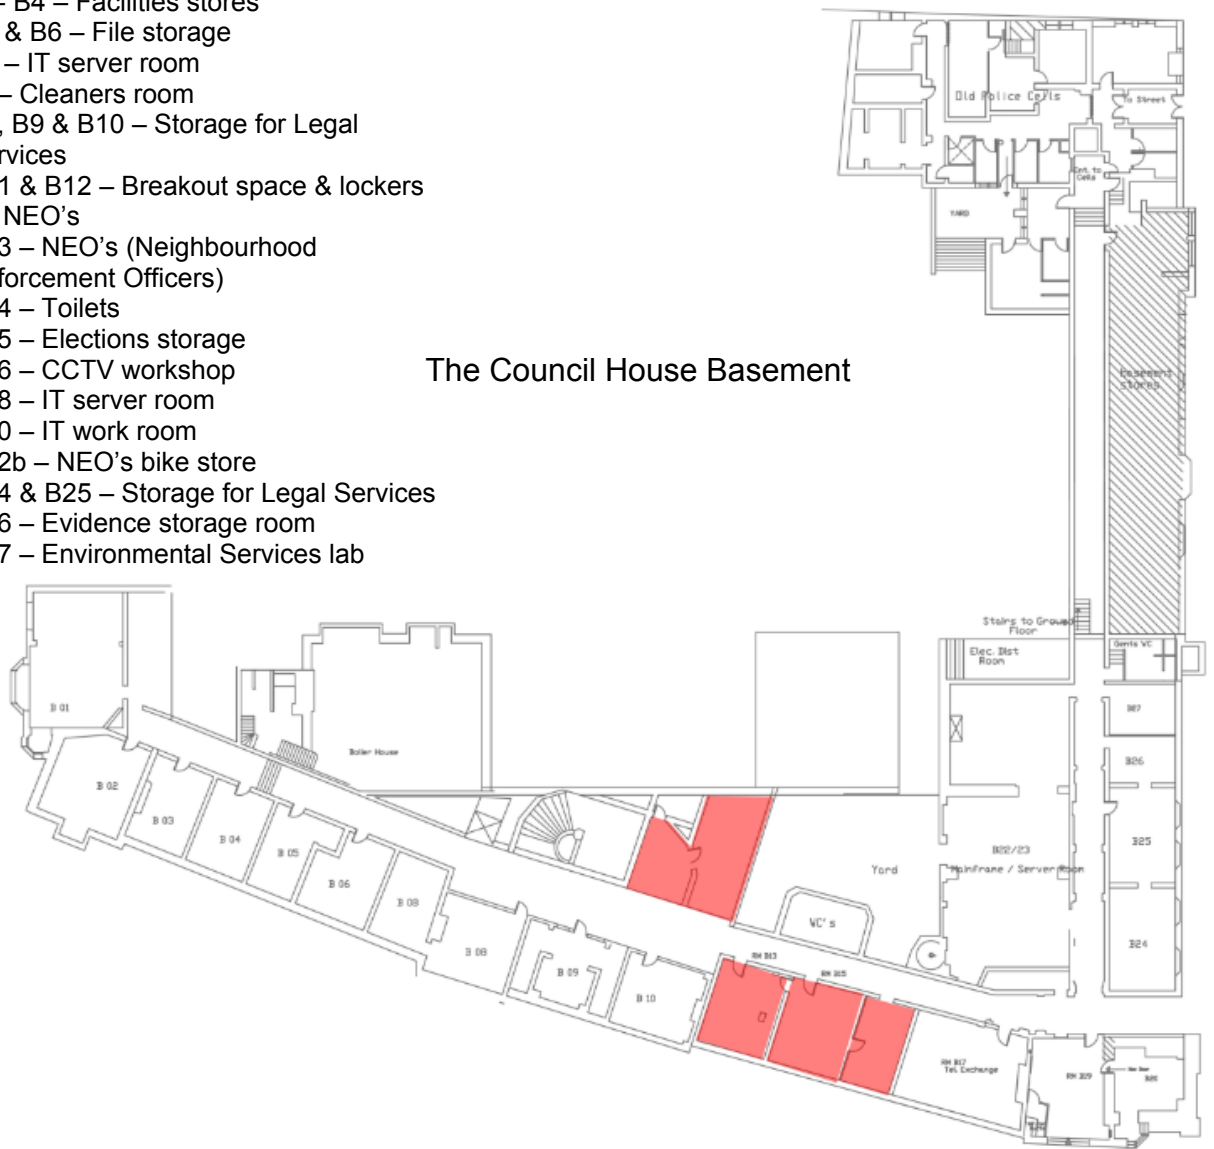 – B4 – Facilities stores
& B6 – File storage
– IT server room
– Cleaners room
, B9 & B10 – Storage for Legal
rvices
1 & B12 – Breakout space & lockers
NEO's
3 – NEO's (Neighbourhood
forcement Officers)
4 – Toilets
5 – Elections storage
6 – CCTV workshop
8 – IT server room
0 – IT work room
2b – NEO's bike store
4 & B25 – Storage for Legal Services
6 – Evidence storage room
7 – Environmental Services lab
The Council House Basement
Old Police Cells
To Street
Ent. to
Cells
YARD
Basement
stores
Stairs to Ground
Floor
Gents WC
Elec. Dist
Room
B27
B 01
Boiler House
B26
B 02
B 03
B 04
B 05
B 06
B 08
B 08
B 09
B 10
B25
B22/23
Mainframe / Server Room
Yard
WC's
B24
RM B13
RM B15
RM B17
Tel. Exchange
RM B19
B20